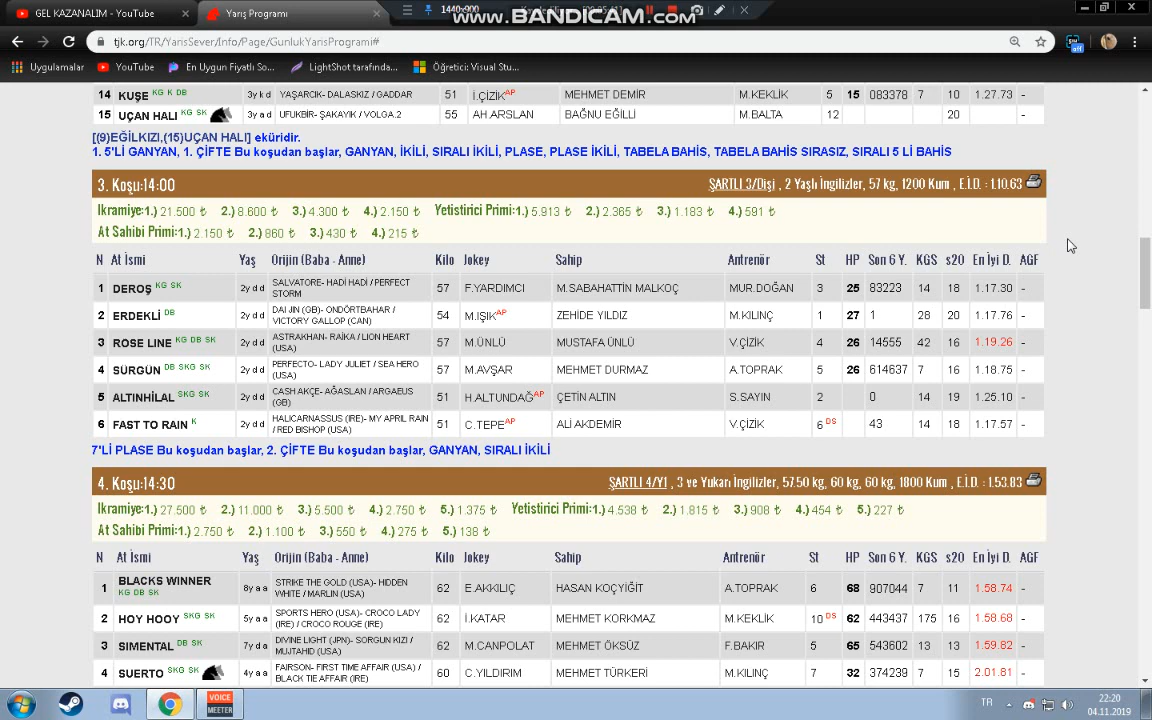 GEL KAZANALIM - YouTube
Yarış Programı
1440x900
www.BANDICAM.com
tjk.org/TR/YarisSever/Info/Page/GunlukYarisProgrami#
off
Uygulamalar YouTube En Uygun Fiyatlı So... LightShot tarafında... Öğretici: Visual Stu...
14 KUŞE KG K DB 3y k d YAŞARCIK- DALASKIZ / GADDAR 51 İ.ÇİZİK AP MEHMET DEMİR M.KEKLİK 5 15 083378 7 10 1.27.73 -
15 UÇAN HALI KG SK 3y a d UFUKBİR- ŞAKAYIK / VOLGA.2 55 AH.ARSLAN BAĞNU EĞİLLİ M.BALTA 12 20 -
[(9)EĞİLKIZI,(15)UÇAN HALI] eküridir.
1. 5'Lİ GANYAN, 1. ÇİFTE Bu koşudan başlar, GANYAN, İKİLİ, SIRALI İKİLİ, PLASE, PLASE İKİLİ, TABELA BAHİS, TABELA BAHİS SIRASIZ, SIRALI 5 Lİ BAHİS
3. Koşu:14:00 ŞARTLI 3/Dişi , 2 Yaşlı İngilizler, 57 kg, 1200 Kum , E.İ.D. : 1.10.63
İkramiye:1.) 21.500 ₺ 2.) 8.600 ₺ 3.) 4.300 ₺ 4.) 2.150 ₺ Yetistirici Primi:1.) 5.913 ₺ 2.) 2.365 ₺ 3.) 1.183 ₺ 4.) 591 ₺
At Sahibi Primi:1.) 2.150 ₺ 2.) 860 ₺ 3.) 430 ₺ 4.) 215 ₺
N At İsmi Yaş Orijin (Baba - Anne) Kilo Jokey Sahip Antrenör St HP Son 6 Y. KGS s20 En İyi D. AGF
1 DEROŞ KG SK 2y d d SALVATORE- HADİ HADİ / PERFECT STORM 57 F.YARDIMCI M.SABAHATTİN MALKOÇ MUR.DOĞAN 3 25 83223 14 18 1.17.30 -
2 ERDEKLİ DB 2y d d DAI JIN (GB)- ONDÖRTBAHAR / VICTORY GALLOP (CAN) 54 M.IŞIK AP ZEHİDE YILDIZ M.KILINÇ 1 27 1 28 20 1.17.76 -
3 ROSE LINE KG DB SK 2y d d ASTRAKHAN- RAİKA / LION HEART (USA) 57 M.ÜNLÜ MUSTAFA ÜNLÜ V.ÇİZİK 4 26 14555 42 16 1.19.26 -
4 SÜRGÜN DB SKG SK 2y d d PERFECTO- LADY JULIET / SEA HERO (USA) 57 M.AVŞAR MEHMET DURMAZ A.TOPRAK 5 26 614637 7 16 1.18.75 -
5 ALTINHİLAL SKG SK 2y d d CASH AKÇE- AĞASLAN / ARGAEUS (GB) 51 H.ALTUNDAĞ AP ÇETİN ALTIN S.SAYIN 2 0 14 19 1.25.10 -
6 FAST TO RAIN K 2y d d HALICARNASSUS (IRE)- MY APRIL RAIN / RED BISHOP (USA) 51 C.TEPE AP ALİ AKDEMİR V.ÇİZİK 6 DS 43 14 18 1.17.57 -
7'Lİ PLASE Bu koşudan başlar, 2. ÇİFTE Bu koşudan başlar, GANYAN, SIRALI İKİLİ
4. Koşu:14:30 ŞARTLI 4/Y1 , 3 ve Yukarı İngilizler, 57.50 kg, 60 kg, 60 kg, 1800 Kum , E.İ.D. : 1.53.83
İkramiye:1.) 27.500 ₺ 2.) 11.000 ₺ 3.) 5.500 ₺ 4.) 2.750 ₺ 5.) 1.375 ₺ Yetistirici Primi:1.) 4.538 ₺ 2.) 1.815 ₺ 3.) 908 ₺ 4.) 454 ₺ 5.) 227 ₺
At Sahibi Primi:1.) 2.750 ₺ 2.) 1.100 ₺ 3.) 550 ₺ 4.) 275 ₺ 5.) 138 ₺
N At İsmi Yaş Orijin (Baba - Anne) Kilo Jokey Sahip Antrenör St HP Son 6 Y. KGS s20 En İyi D. AGF
1 BLACKS WINNER KG DB SK 8y a a STRIKE THE GOLD (USA)- HIDDEN WHITE / MARLIN (USA) 62 E.AKKILIÇ HASAN KOÇYİĞİT A.TOPRAK 6 68 907044 7 11 1.58.74 -
2 HOY HOOY SKG SK 5y a a SPORTS HERO (USA)- CROCO LADY (IRE) / CROCO ROUGE (IRE) 62 İ.KATAR MEHMET KORKMAZ M.KEKLİK 10 DS 62 443437 175 16 1.58.68 -
3 SIMENTAL DB SK 7y d a DIVINE LIGHT (JPN)- SORGUN KIZI / MUJTAHID (USA) 62 M.CANPOLAT MEHMET ÖKSÜZ F.BAKIR 5 65 543602 13 13 1.59.82 -
4 SUERTO SKG SK 4y a a FAIRSON- FIRST TIME AFFAIR (USA) / BLACK TIE AFFAIR (IRE) 60 C.YILDIRIM MEHMET TÜRKERİ M.KILINÇ 7 32 374239 7 15 2.01.81 -
VOICE MEETER
TR
22:20
04.11.2019